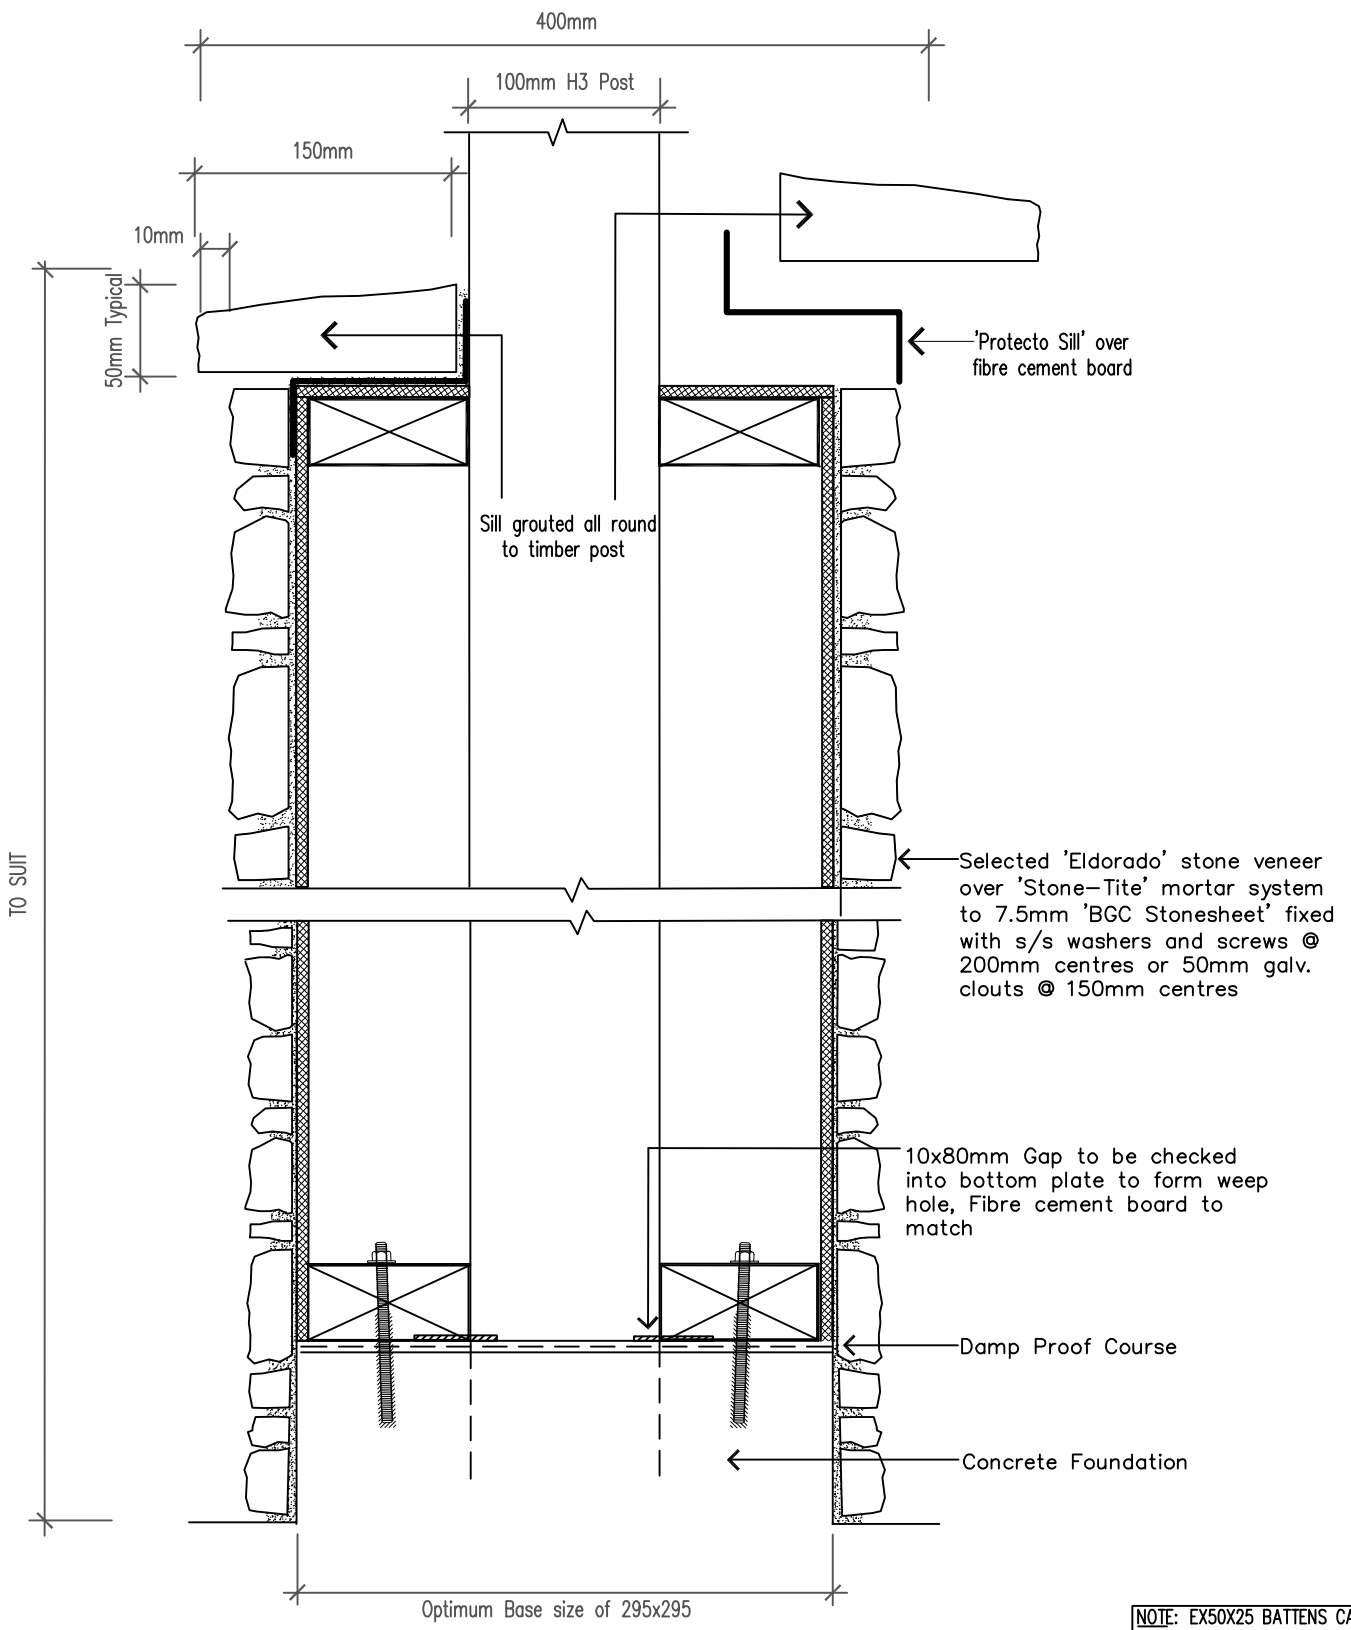 400mm
100mm H3 Post
150mm
10mm
50mm Typical
'Protecto Sill' over
fibre cement board
Sill grouted all round
to timber post
TO SUIT
Selected 'Eldorado' stone veneer
over 'Stone-Tite' mortar system
to 7.5mm 'BGC Stonesheet' fixed
with s/s washers and screws @
200mm centres or 50mm galv.
clouts @ 150mm centres
10x80mm Gap to be checked
into bottom plate to form weep
hole, Fibre cement board to
match
Damp Proof Course
Concrete Foundation
Optimum Base size of 295x295
NOTE: EX50X25 BATTENS CA